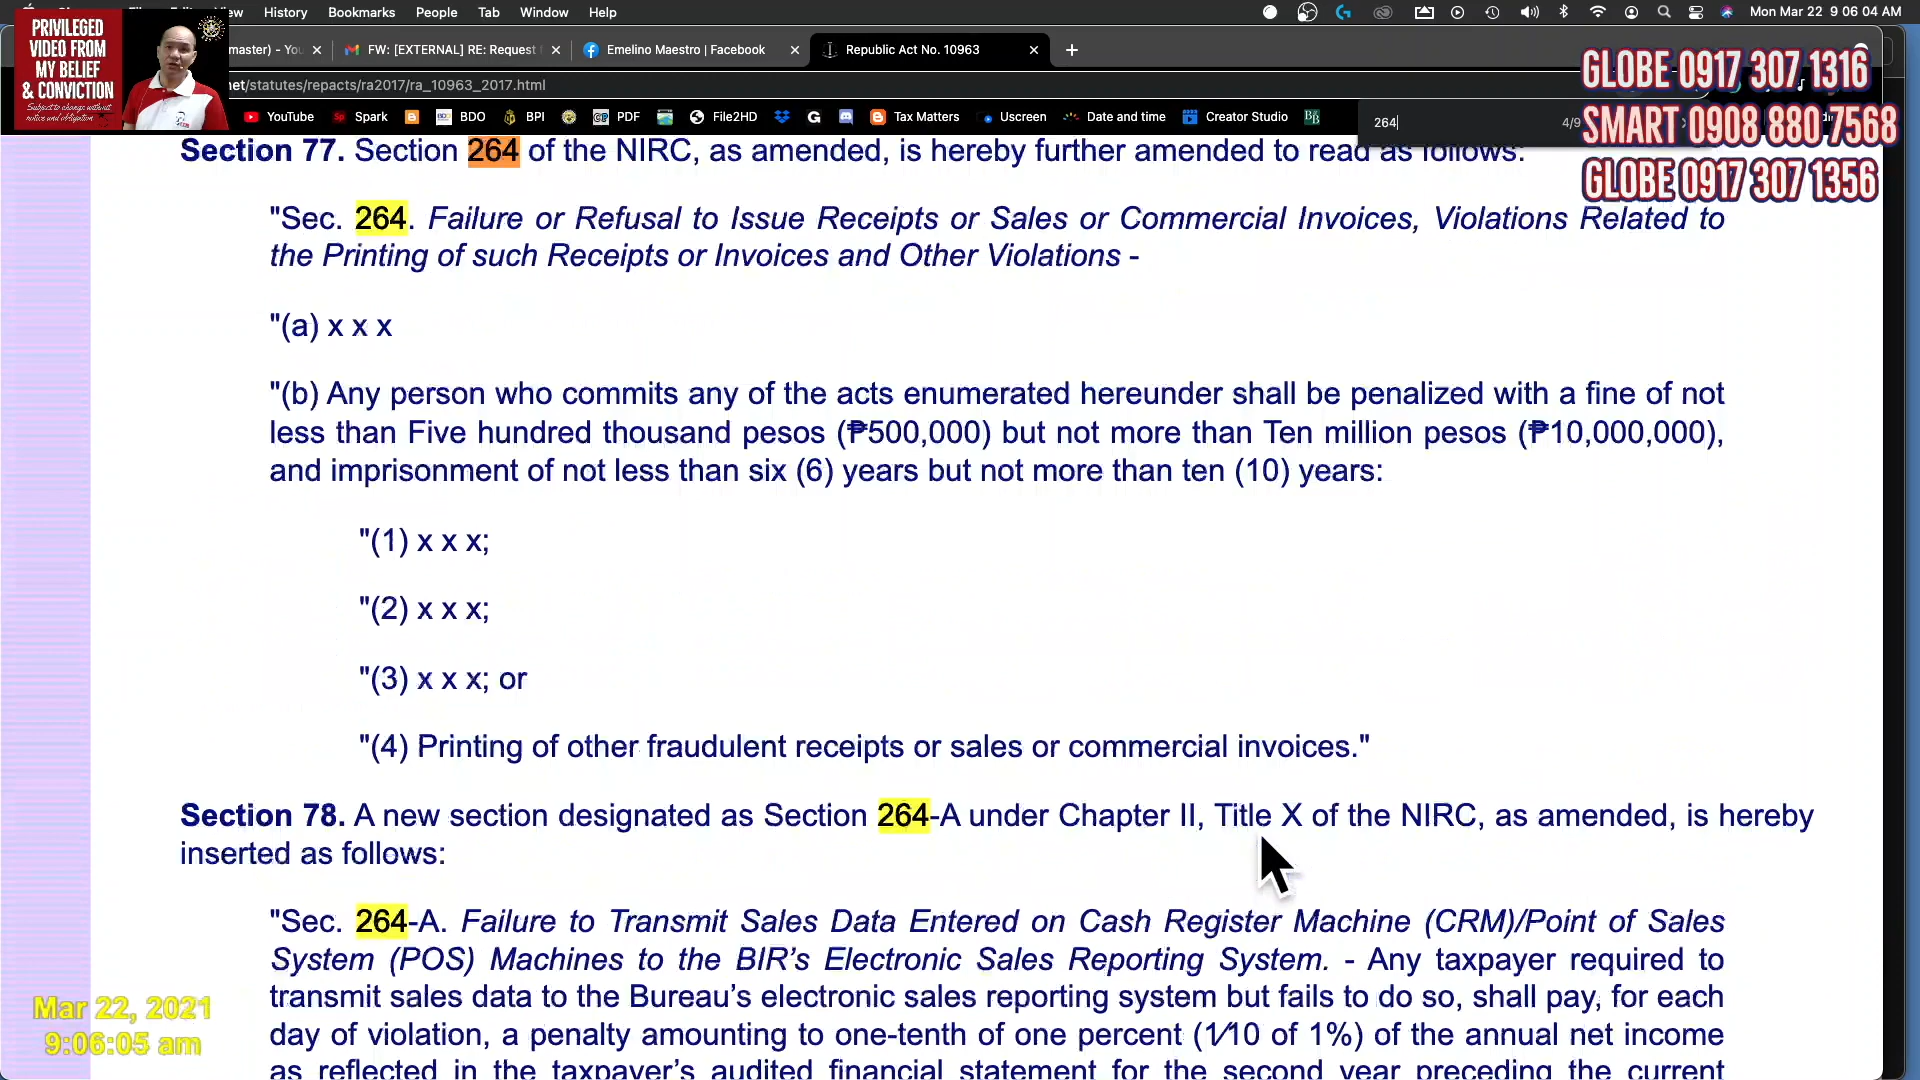 History Bookmarks People Tab Window Help
Mon Mar 22 9 06 04 AM
PRIVILEGED
VIDEO FROM
MY BELIEF
& CONVICTION
Subject to change without
notice and obligation
master) - You
FW: [EXTERNAL] RE: Request f
Emelino Maestro | Facebook
Republic Act No. 10963
net/statutes/repacts/ra2017/ra_10963_2017.html
YouTube Spark BDO BPI PDF File2HD Tax Matters Uscreen Date and time Creator Studio
264
4/9
GLOBE 0917 307 1316
SMART 0908 880 7568
GLOBE 0917 307 1356
Section 77. Section 264 of the NIRC, as amended, is hereby further amended to read as follows:
"Sec. 264. Failure or Refusal to Issue Receipts or Sales or Commercial Invoices, Violations Related to
the Printing of such Receipts or Invoices and Other Violations -
"(a) x x x
"(b) Any person who commits any of the acts enumerated hereunder shall be penalized with a fine of not
less than Five hundred thousand pesos (₱500,000) but not more than Ten million pesos (₱10,000,000),
and imprisonment of not less than six (6) years but not more than ten (10) years:
"(1) x x x;
"(2) x x x;
"(3) x x x; or
"(4) Printing of other fraudulent receipts or sales or commercial invoices."
Section 78. A new section designated as Section 264-A under Chapter II, Title X of the NIRC, as amended, is hereby
inserted as follows:
"Sec. 264-A. Failure to Transmit Sales Data Entered on Cash Register Machine (CRM)/Point of Sales
System (POS) Machines to the BIR's Electronic Sales Reporting System. - Any taxpayer required to
transmit sales data to the Bureau's electronic sales reporting system but fails to do so, shall pay, for each
day of violation, a penalty amounting to one-tenth of one percent (1⁄10 of 1%) of the annual net income
as reflected in the taxpayer's audited financial statement for the second year preceding the current
Mar 22, 2021
9:06:05 am